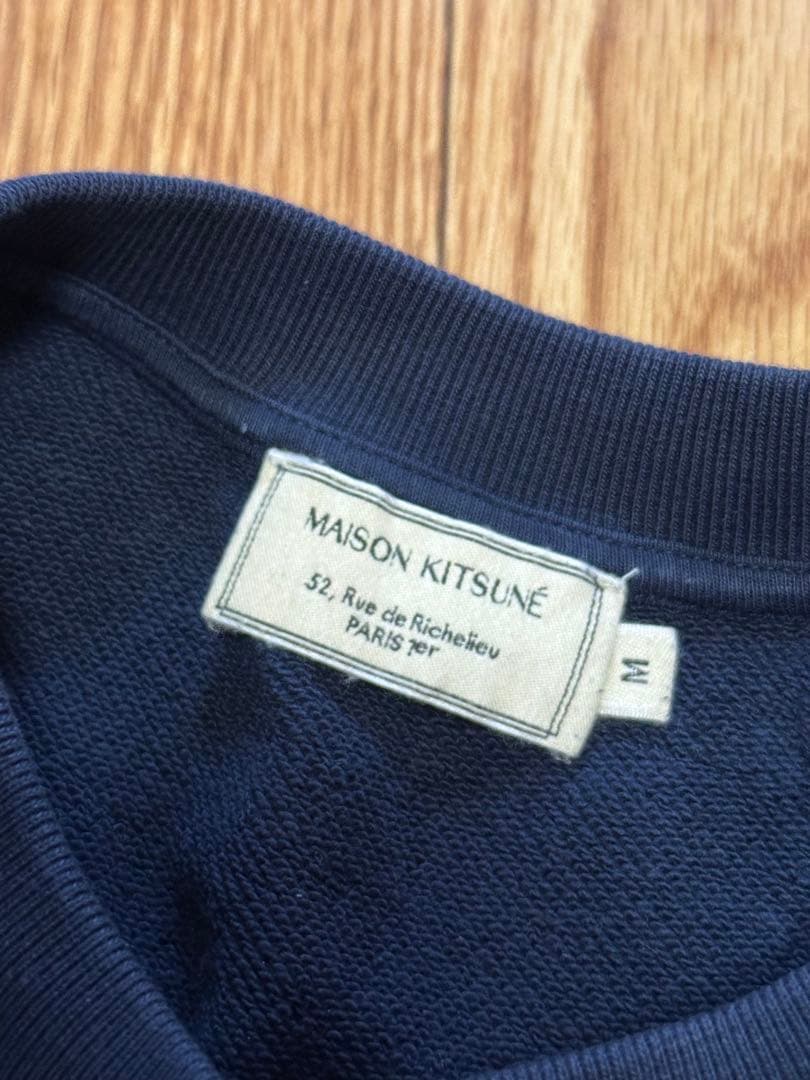 MAISON KITSUNÉ
52, Rue de Richelieu
PARIS 1er
M